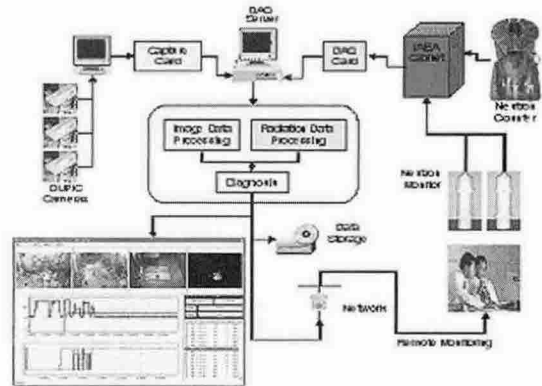 DAQ
Server
Capture
Card
DAQ
Card
IAEA
Cabinet
Neutron
Counter
Image Data
Processing
Radiation Data
Processing
Diagnosis
DUPIC
Cameras
Neutron
Monitor
Data
Storage
Network
Remote Monitoring